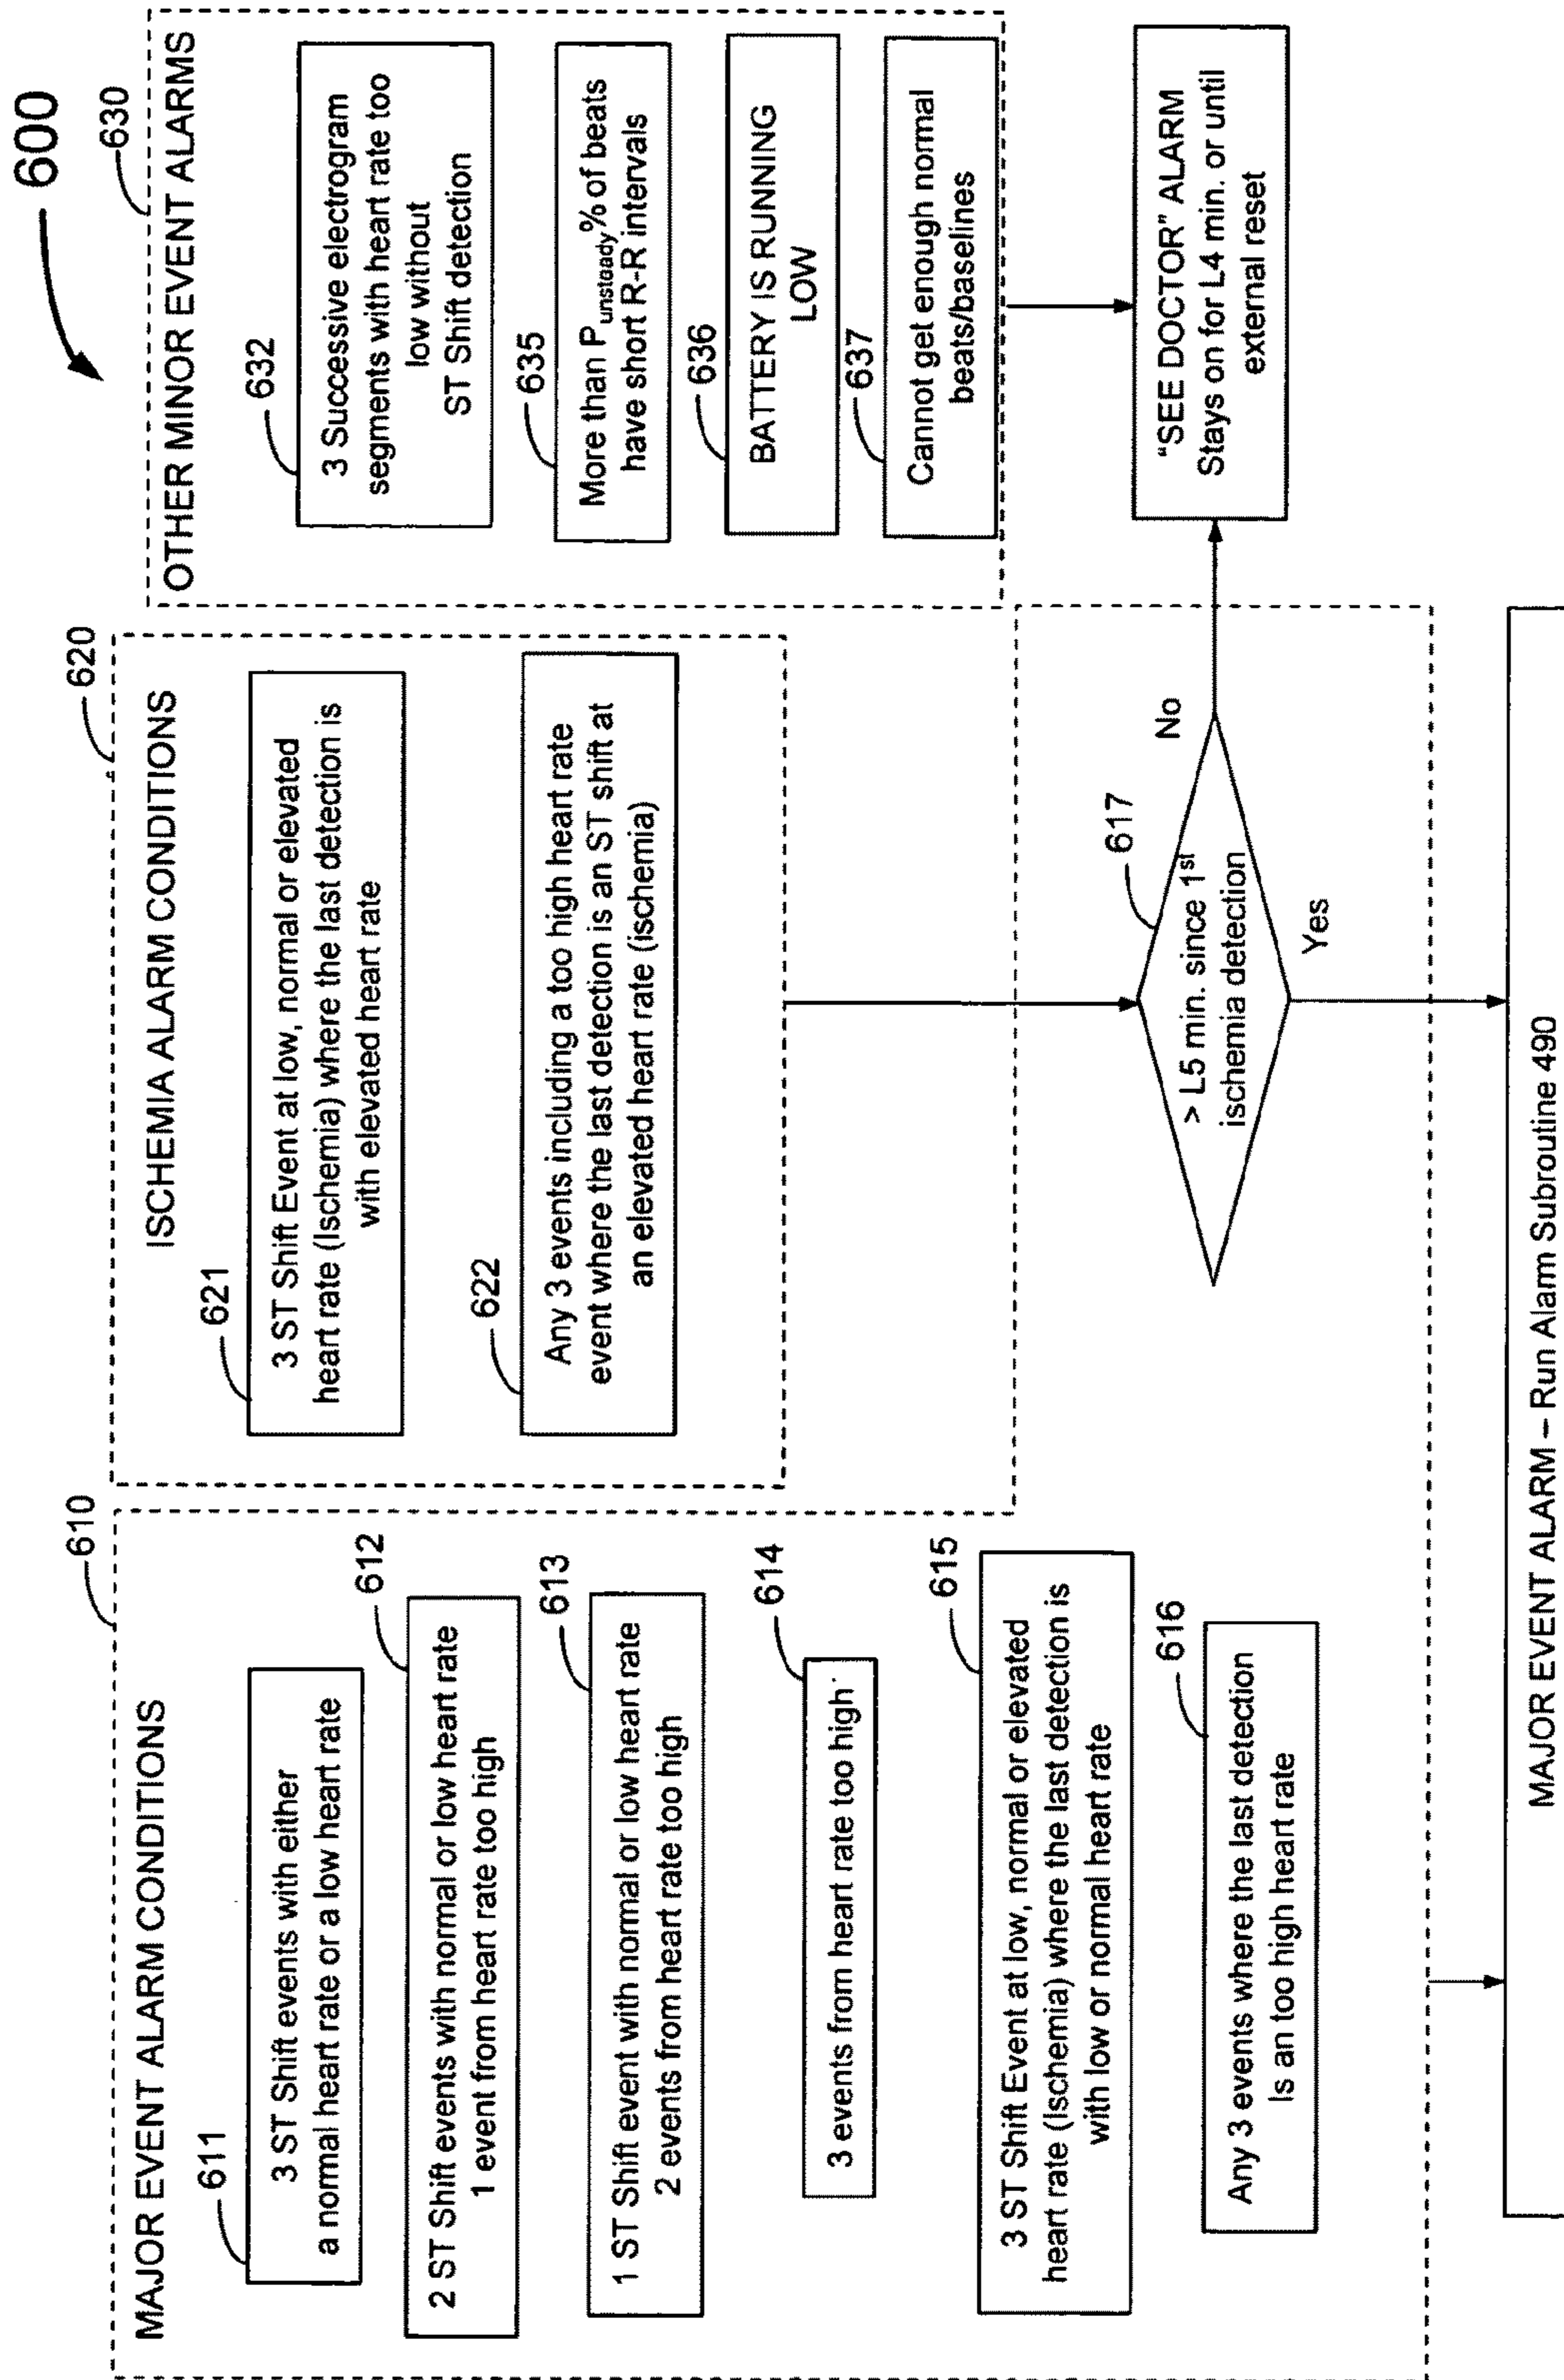 600
610
MAJOR EVENT ALARM CONDITIONS
611
3 ST Shift events with either
a normal heart rate or a low heart rate
612
2 ST Shift events with normal or low heart rate
1 event from heart rate too high
613
1 ST Shift event with normal or low heart rate
2 events from heart rate too high
614
3 events from heart rate too high
615
3 ST Shift Event at low, normal or elevated
heart rate (Ischemia) where the last detection is
with low or normal heart rate
616
Any 3 events where the last detection
Is an too high heart rate
620
ISCHEMIA ALARM CONDITIONS
621
3 ST Shift Event at low, normal or elevated
heart rate (Ischemia) where the last detection is
with elevated heart rate
622
Any 3 events including a too high heart rate
event where the last detection is an ST shift at
an elevated heart rate (ischemia)
617
> L5 min. since 1st
ischemia detection
No
Yes
630
OTHER MINOR EVENT ALARMS
632
3 Successive electrogram
segments with heart rate too
low without
ST Shift detection
635
More than Punsteady% of beats
have short R-R intervals
636
BATTERY IS RUNNING
LOW
637
Cannot get enough normal
beats/baselines
"SEE DOCTOR" ALARM
Stays on for L4 min. or until
external reset
MAJOR EVENT ALARM – Run Alarm Subroutine 490